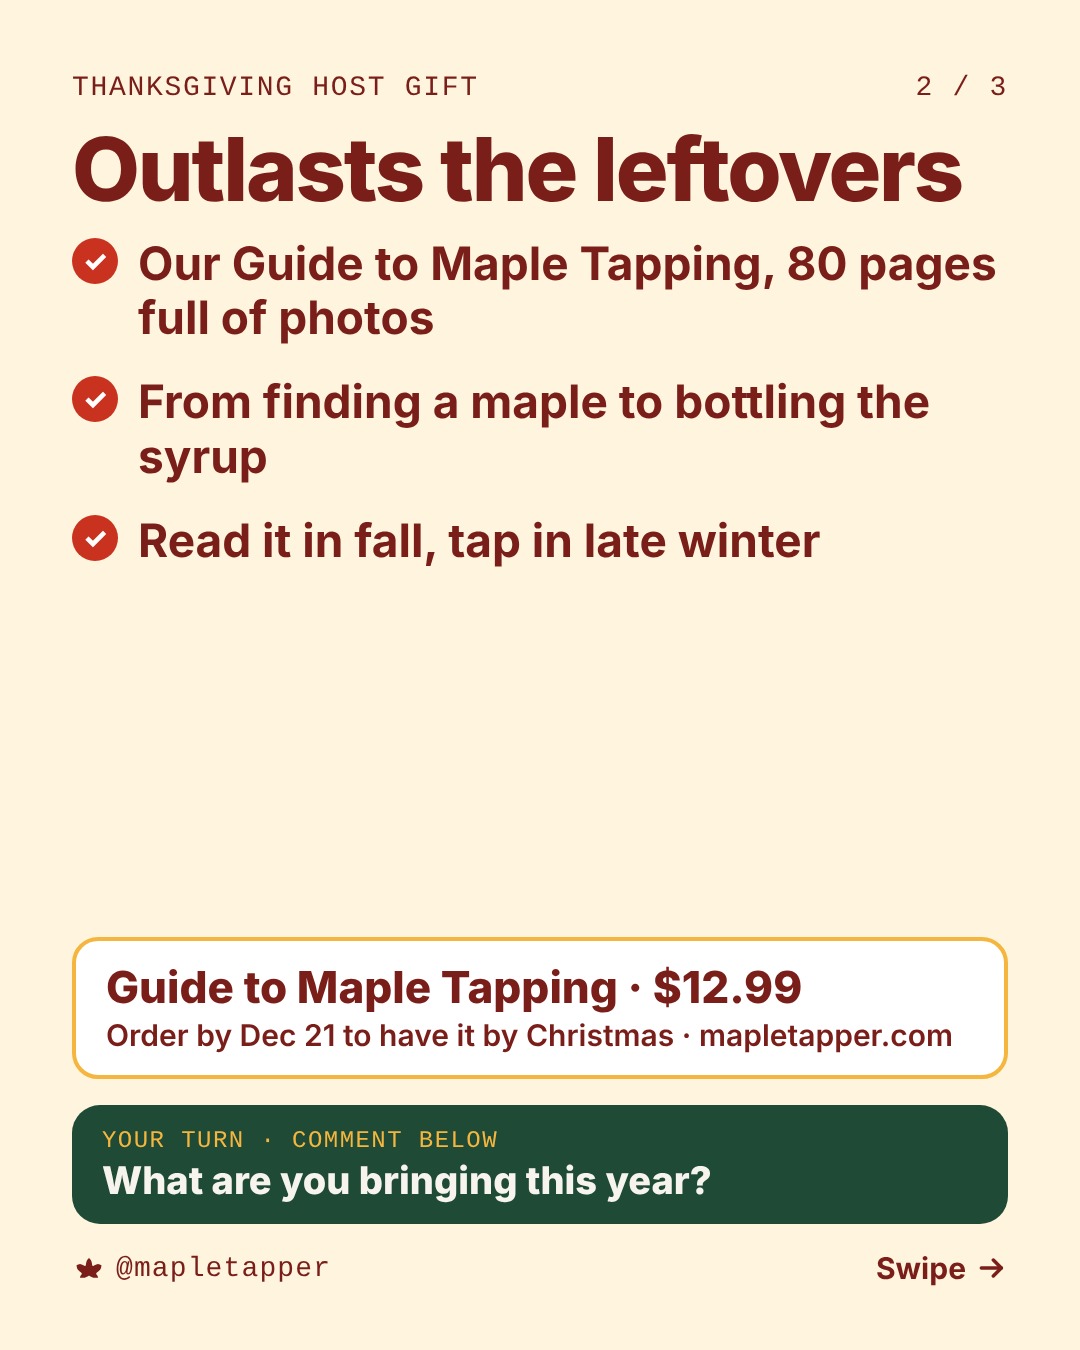 THANKSGIVING HOST GIFT
2 / 3
Outlasts the leftovers
Our Guide to Maple Tapping, 80 pages
full of photos
From finding a maple to bottling the
syrup
Read it in fall, tap in late winter
Guide to Maple Tapping · $12.99
Order by Dec 21 to have it by Christmas · mapletapper.com
YOUR TURN · COMMENT BELOW
What are you bringing this year?
@mapletapper
Swipe →